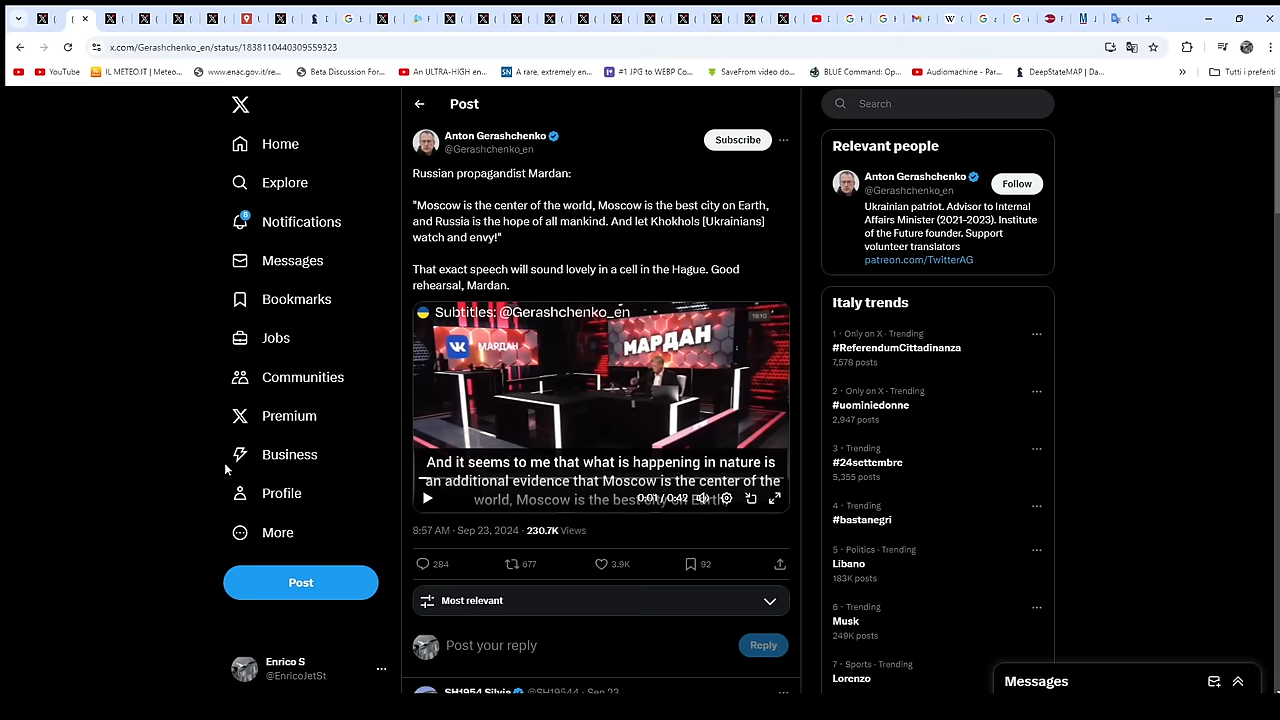 x.com/Gerashchenko_en/status/1838110440309559323
YouTube
IL METEO.IT | Meteo...
www.enac.gov.it/re...
Beta Discussion For...
An ULTRA-HIGH en...
A rare, extremely en...
#1 JPG to WEBP Co...
SaveFrom video do...
BLUE Command: Op...
Audiomachine - Par...
DeepStateMAP | Da...
Tutti i preferiti
Home
Explore
8
Notifications
Messages
Bookmarks
Jobs
Communities
Premium
Business
Profile
More
Post
Enrico S
@EnricoJetSt
Post
Anton Gerashchenko
@Gerashchenko_en
Subscribe
Russian propagandist Mardan:
"Moscow is the center of the world, Moscow is the best city on Earth,
and Russia is the hope of all mankind. And let Khokhols [Ukrainians]
watch and envy!"
That exact speech will sound lovely in a cell in the Hague. Good
rehearsal, Mardan.
Subtitles: @Gerashchenko_en
19:10
МАРДАН
МАРДАН
And it seems to me that what is happening in nature is
an additional evidence that Moscow is the center of the
world, Moscow is the best city on Earth,
0:01 / 0:42
8:57 AM · Sep 23, 2024 · 230.7K Views
284
677
3.9K
92
Most relevant
Post your reply
Reply
SH1954 Silvia @SH19544 · Sep 23
Search
Relevant people
Anton Gerashchenko
@Gerashchenko_en
Follow
Ukrainian patriot. Advisor to Internal
Affairs Minister (2021-2023). Institute
of the Future founder. Support
volunteer translators
patreon.com/TwitterAG
Italy trends
1 · Only on X · Trending
#ReferendumCittadinanza
7,578 posts
2 · Only on X · Trending
#uominiedonne
2,947 posts
3 · Trending
#24settembre
5,355 posts
4 · Trending
#bastanegri
5 · Politics · Trending
Libano
183K posts
6 · Trending
Musk
249K posts
7 · Sports · Trending
Lorenzo
Messages